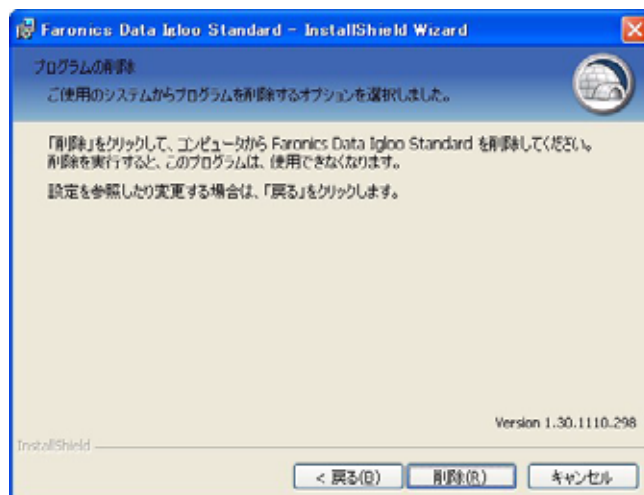 Faronics Data Igloo Standard - InstallShield Wizard
プログラムの削除
ご使用のシステムからプログラムを削除するオプションを選択しました。
「削除」をクリックして、コンピュータから Faronics Data Igloo Standard を削除してください。
削除を実行すると、このプログラムは、使用できなくなります。
設定を参照したり変更する場合は、「戻る」をクリックします。
Version 1.30.1110.298
InstallShield
< 戻る(B) 削除(R) キャンセル